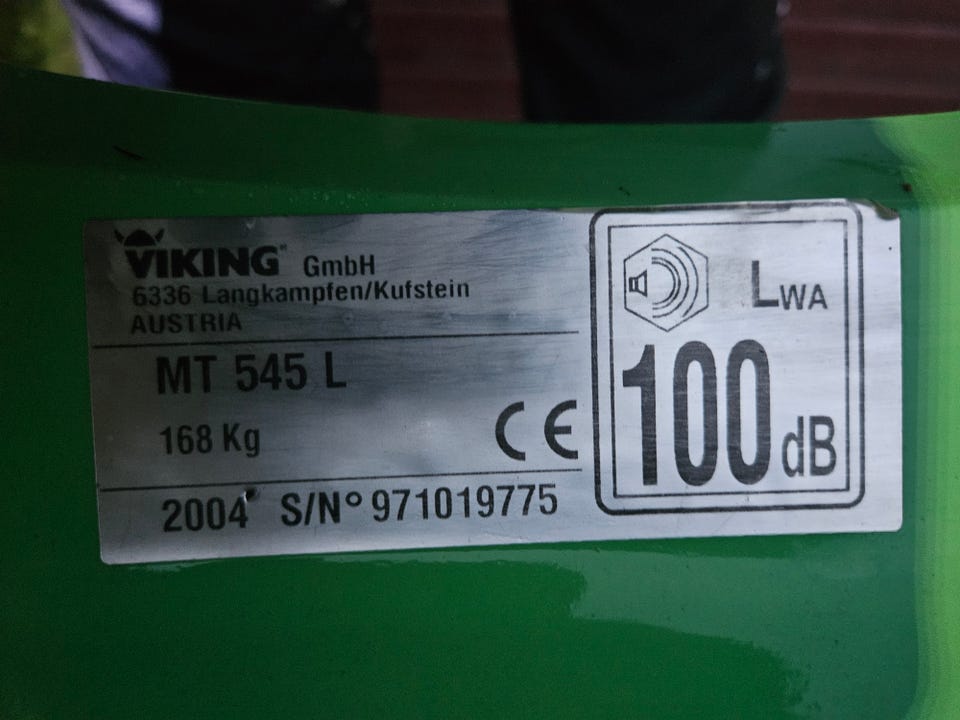 VIKING® GmbH
6336 Langkampfen/Kufstein
AUSTRIA
MT 545 L
168 Kg
CE
2004 S/N° 971019775
LWA
100 dB